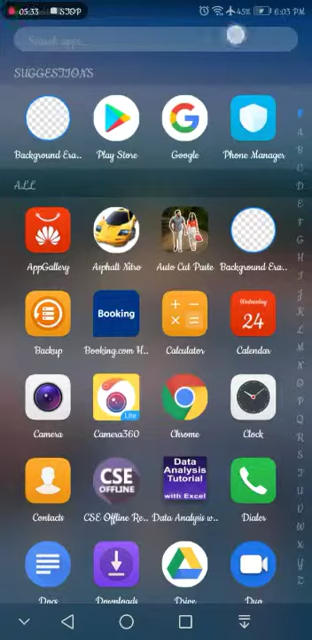 05:33 STOP 45% 6:03 PM
Search apps...
SUGGESTIONS
Background Era.. Play Store Google Phone Manager
ALL
#
A
B
C
D
E
F
G
H
I
J
K
L
M
X
O
P
Q
R
S
T
U
V
W
X
Y
Z
AppGallery Asphalt Nitro Auto Cut Paste Background Era..
Booking
Wednesday
24
Backup Booking.com H.. Calculator Calendar
Lite
Camera Camera360 Chrome Clock
CSE
OFFLINE
Data
Analysis
Tutorial
with Excel
Contacts CSE Offline Re.. Data Analysis w.. Dialer
Docs Downloads Drive Duo